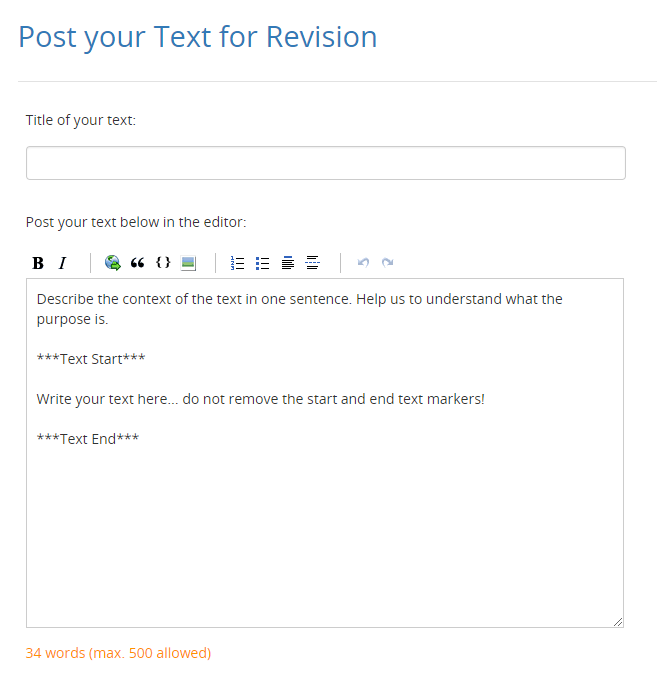 Post your Text for Revision
Title of your text:
Post your text below in the editor:
B I “ {}
Describe the context of the text in one sentence. Help us to understand what the
purpose is.
***Text Start***
Write your text here... do not remove the start and end text markers!
***Text End***
34 words (max. 500 allowed)